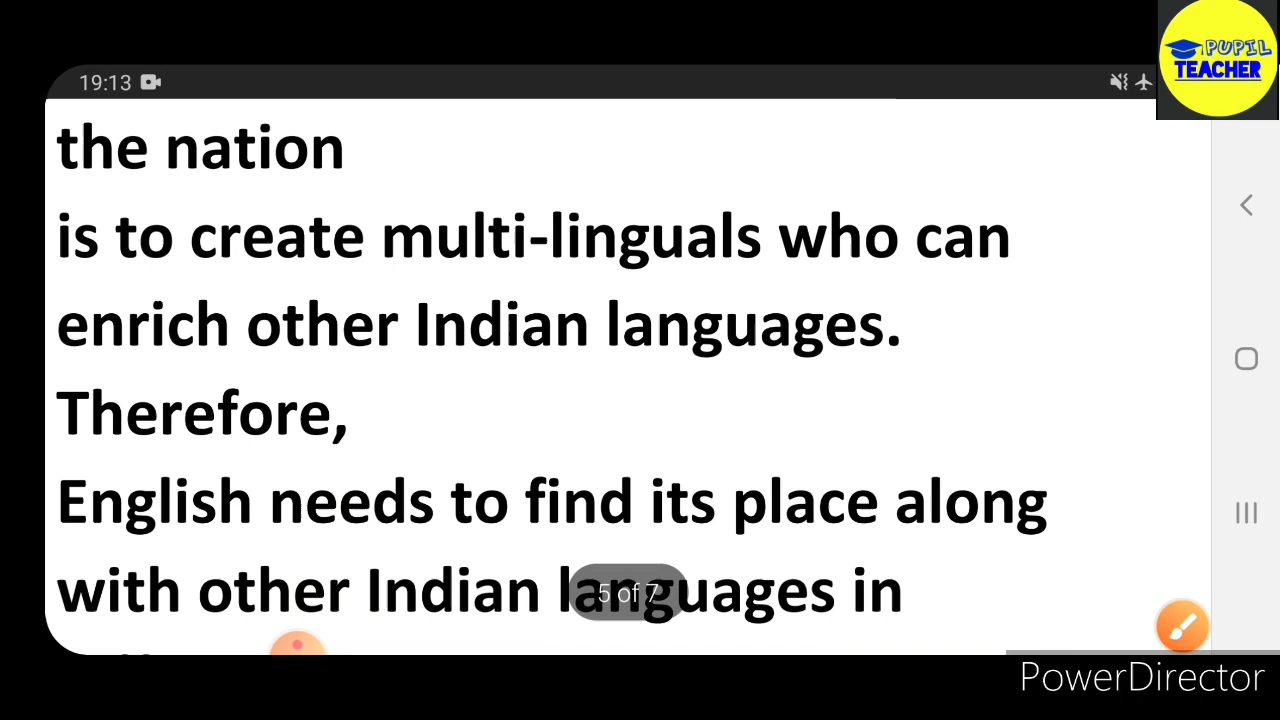 PUPIL
TEACHER
19:13
the nation
is to create multi-linguals who can
enrich other Indian languages.
Therefore,
English needs to find its place along
with other Indian languages in
5 of 7
PowerDirector